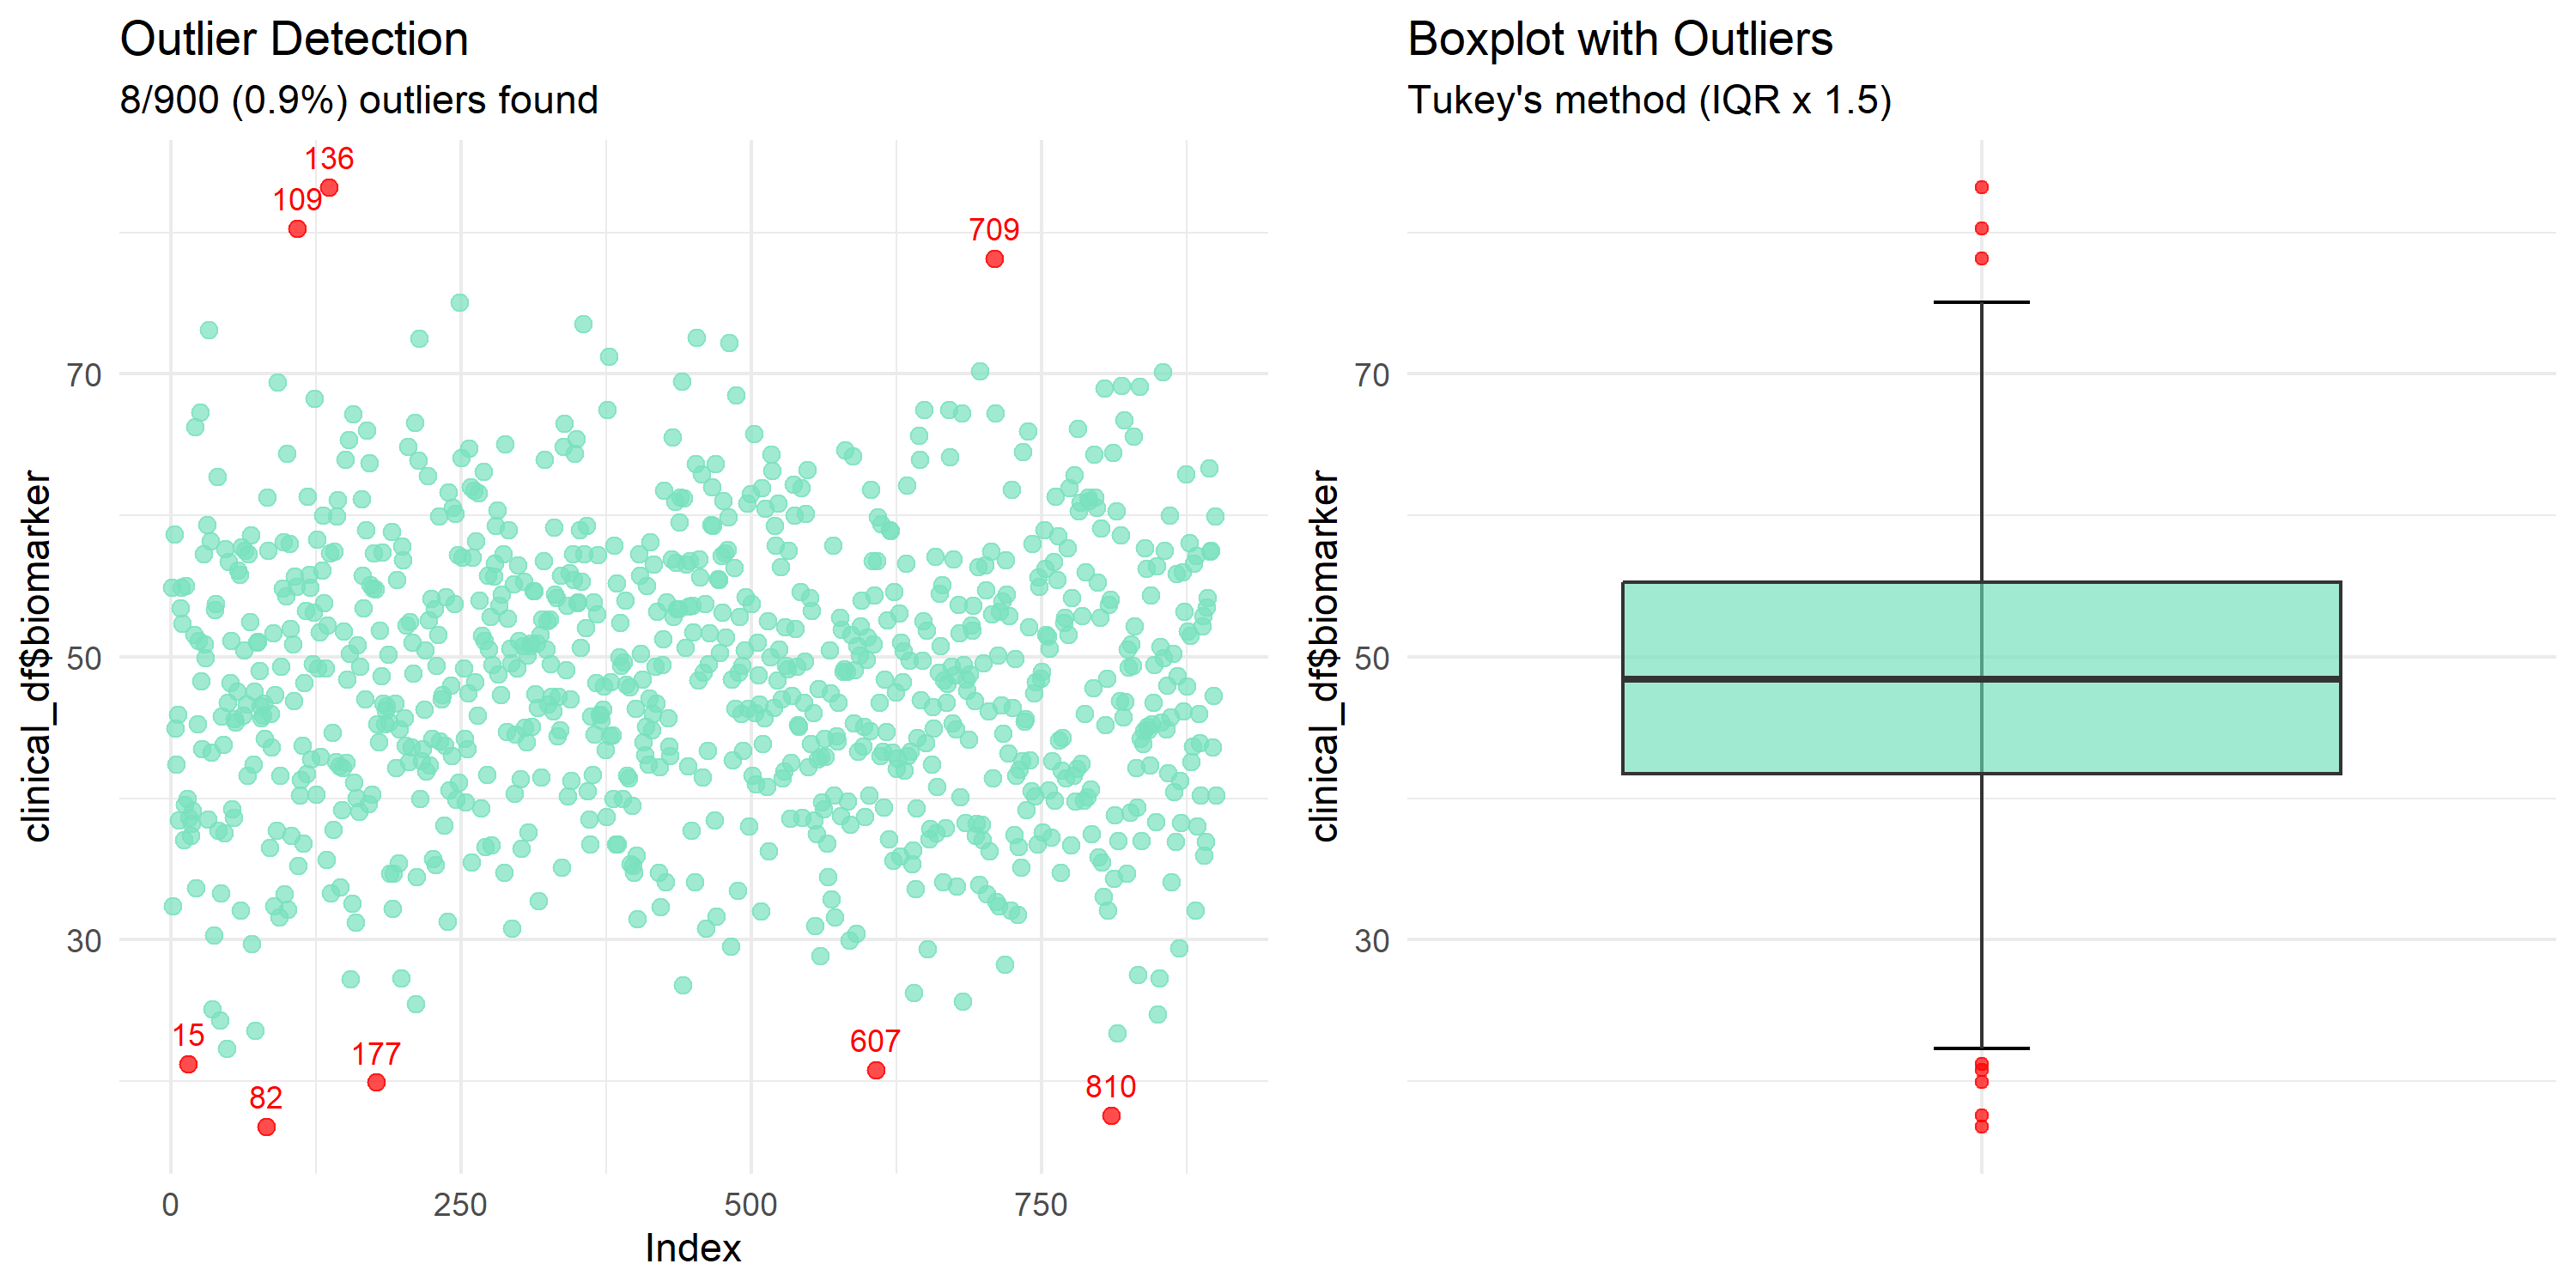 Outlier Detection
8/900 (0.9%) outliers found
136
109
709
70
50
30
15
177
82
607
810
clinical_df$biomarker
0
250
500
750
Index
Boxplot with Outliers
Tukey's method (IQR x 1.5)
70
50
30
clinical_df$biomarker